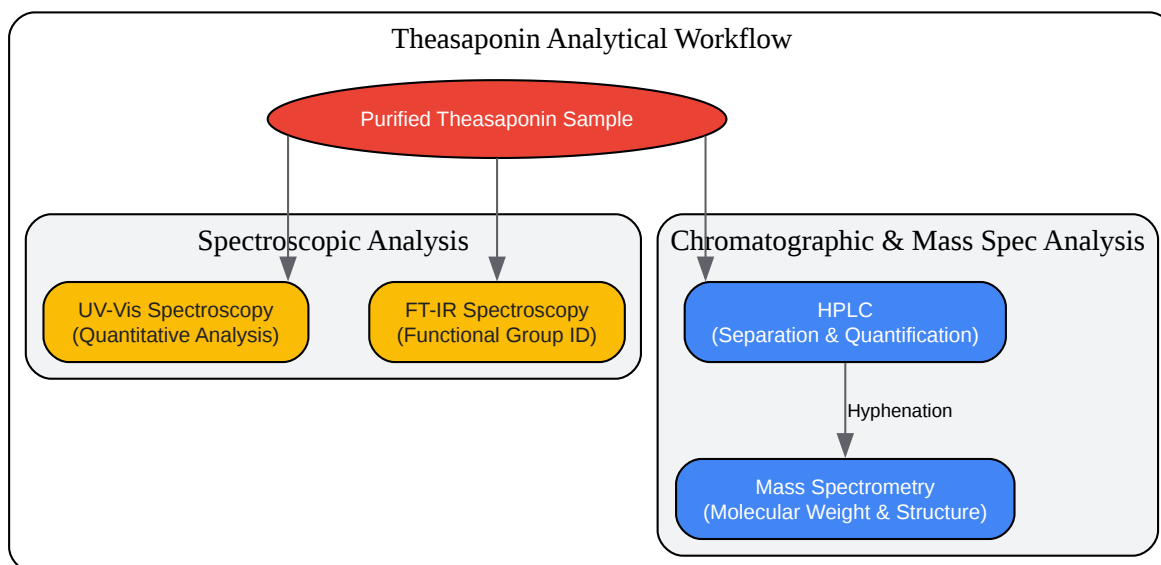 Theasaponin Analytical Workflow
Purified Theasaponin Sample
Spectroscopic Analysis
UV-Vis Spectroscopy
(Quantitative Analysis)
FT-IR Spectroscopy
(Functional Group ID)
Chromatographic & Mass Spec Analysis
HPLC
(Separation & Quantification)
Hyphenation
Mass Spectrometry
(Molecular Weight & Structure)